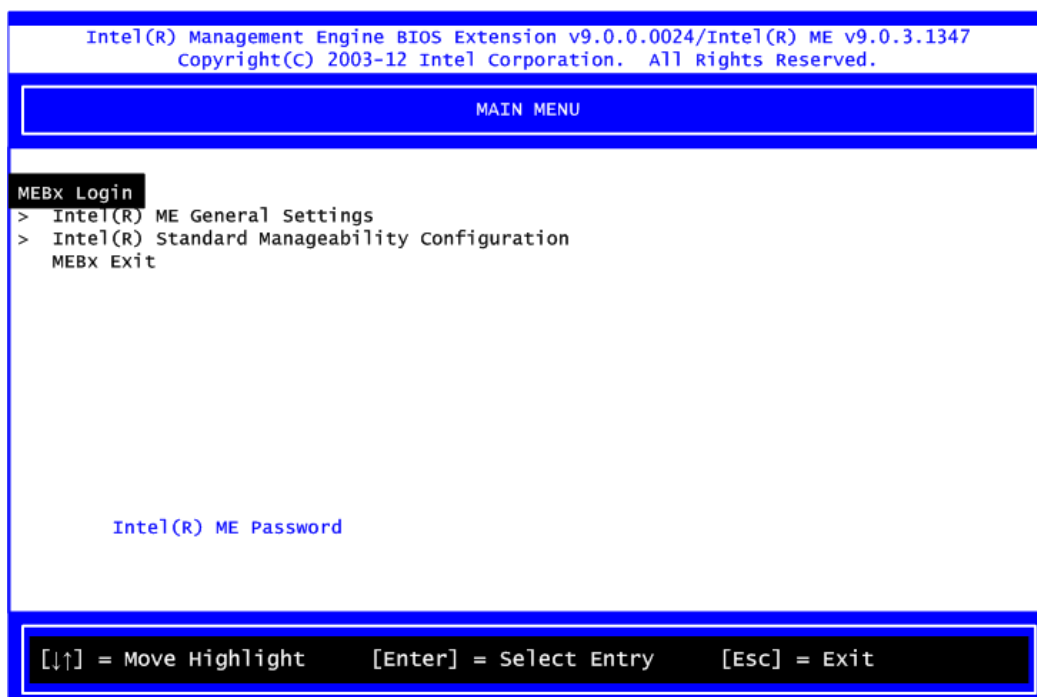 Intel(R) Management Engine BIOS Extension v9.0.0.0024/Intel(R) ME v9.0.3.1347
Copyright(C) 2003-12 Intel Corporation.  All Rights Reserved.
MAIN MENU
MEBx Login
>  Intel(R) ME General Settings
>  Intel(R) Standard Manageability Configuration
MEBx Exit
Intel(R) ME Password
[↓↑] = Move Highlight      [Enter] = Select Entry      [Esc] = Exit